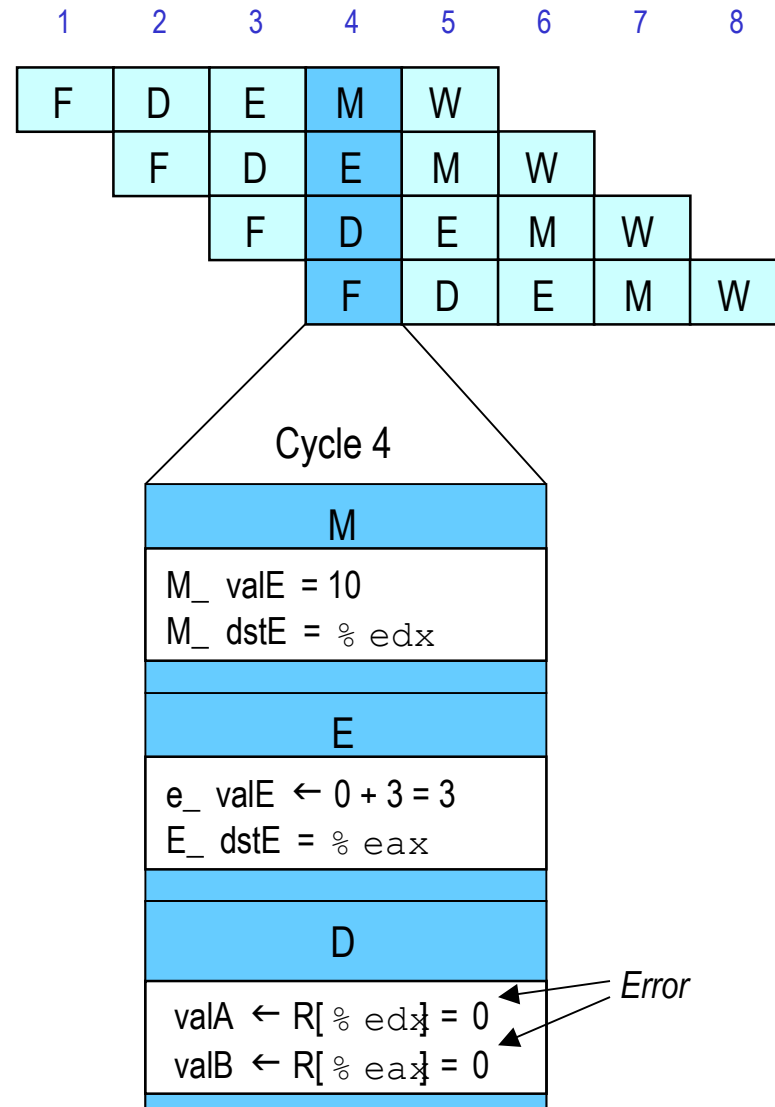 1 2 3 4 5 6 7 8
F D E M W
F D E M W
F D E M W
F D E M W
Cycle 4
M
M_ valE = 10
M_ dstE = % edx
E
e_ valE ← 0 + 3 = 3
E_ dstE = % eax
D
Error
valA ← R[ % edx] = 0
valB ← R[ % eax] = 0